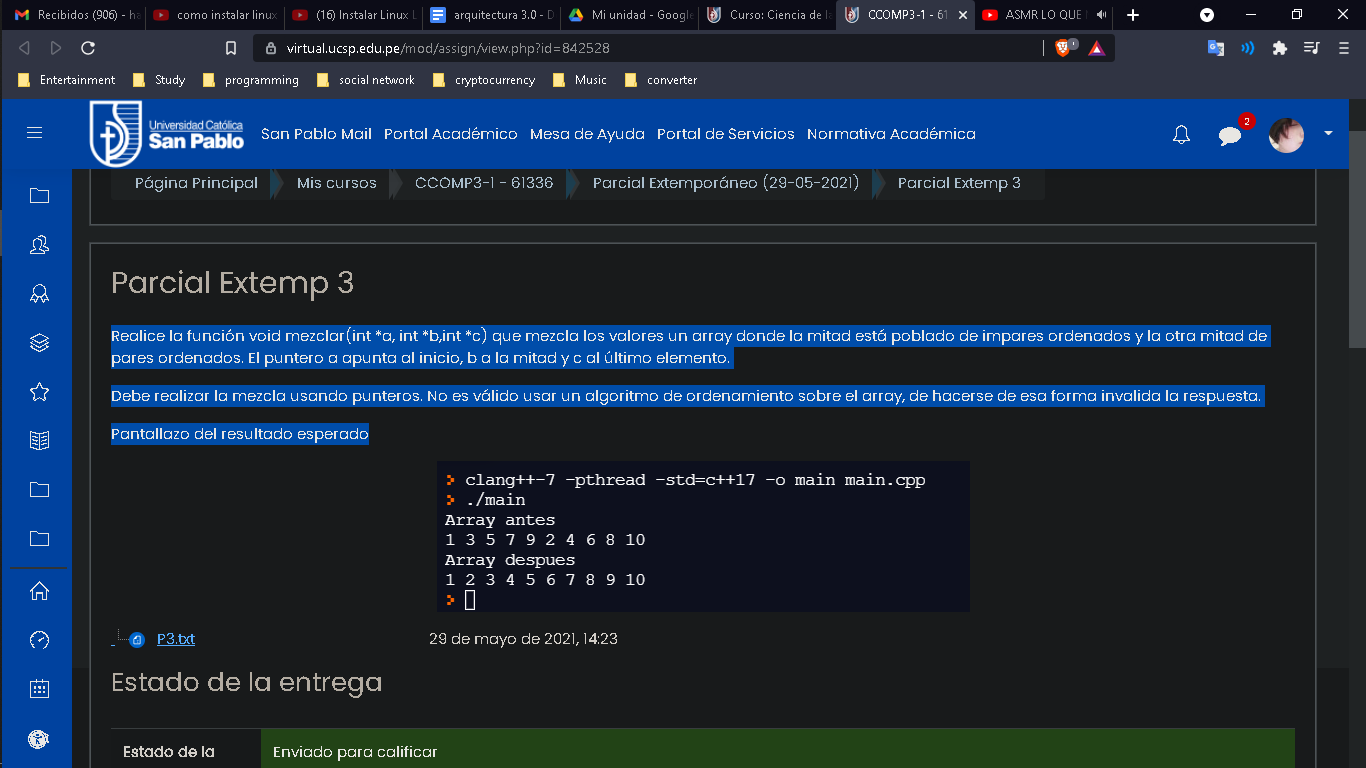 Recibidos (906) - ha
como instalar linux
(16) Instalar Linux L
arquitectura 3.0 - D
Mi unidad - Google
Curso: Ciencia de la
CCOMP3-1 - 61
ASMR LO QUE
virtual.ucsp.edu.pe/mod/assign/view.php?id=842528
1
Entertainment
Study
programming
social network
cryptocurrency
Music
converter
Universidad Católica
San Pablo
San Pablo Mail Portal Académico Mesa de Ayuda Portal de Servicios Normativa Académica
2
Página Principal
Mis cursos
CCOMP3-1 - 61336
Parcial Extemporáneo (29-05-2021)
Parcial Extemp 3
Parcial Extemp 3
Realice la función void mezclar(int *a, int *b,int *c) que mezcla los valores un array donde la mitad está poblado de impares ordenados y la otra mitad de
pares ordenados. El puntero a apunta al inicio, b a la mitad y c al último elemento.
Debe realizar la mezcla usando punteros. No es válido usar un algoritmo de ordenamiento sobre el array, de hacerse de esa forma invalida la respuesta.
Pantallazo del resultado esperado
> clang++-7 -pthread -std=c++17 -o main main.cpp
> ./main
Array antes
1 3 5 7 9 2 4 6 8 10
Array despues
1 2 3 4 5 6 7 8 9 10
>
P3.txt
29 de mayo de 2021, 14:23
Estado de la entrega
Estado de la
Enviado para calificar